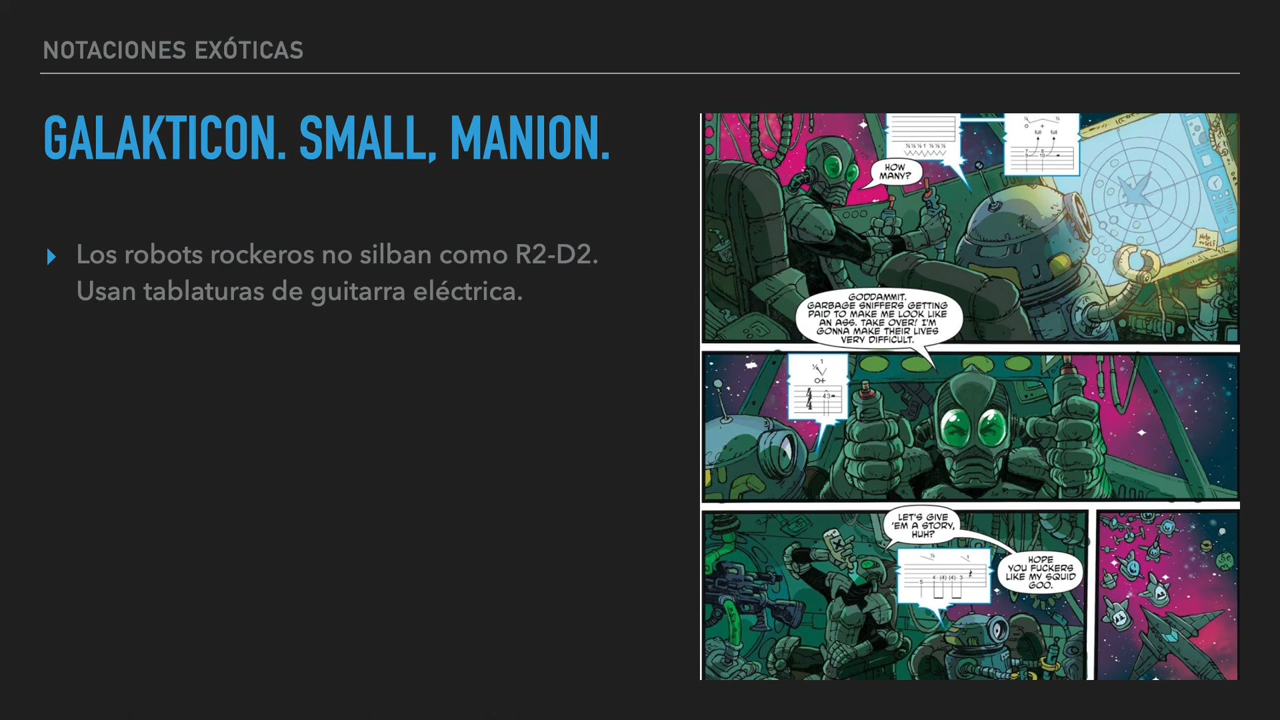 NOTACIONES EXÓTICAS
GALAKTICON. SMALL, MANION.
Los robots rockeros no silban como R2-D2.
Usan tablaturas de guitarra eléctrica.
HOW
MANY?
GODDAMMIT.
GARBAGE SNIFFERS GETTING
PAID TO MAKE ME LOOK LIKE
AN ASS. TAKE OVER! I'M
GONNA MAKE THEIR LIVES
VERY DIFFICULT.
LET'S GIVE
'EM A STORY,
HUH?
HOPE
YOU FUCKERS
LIKE MY SQUID
GOO.